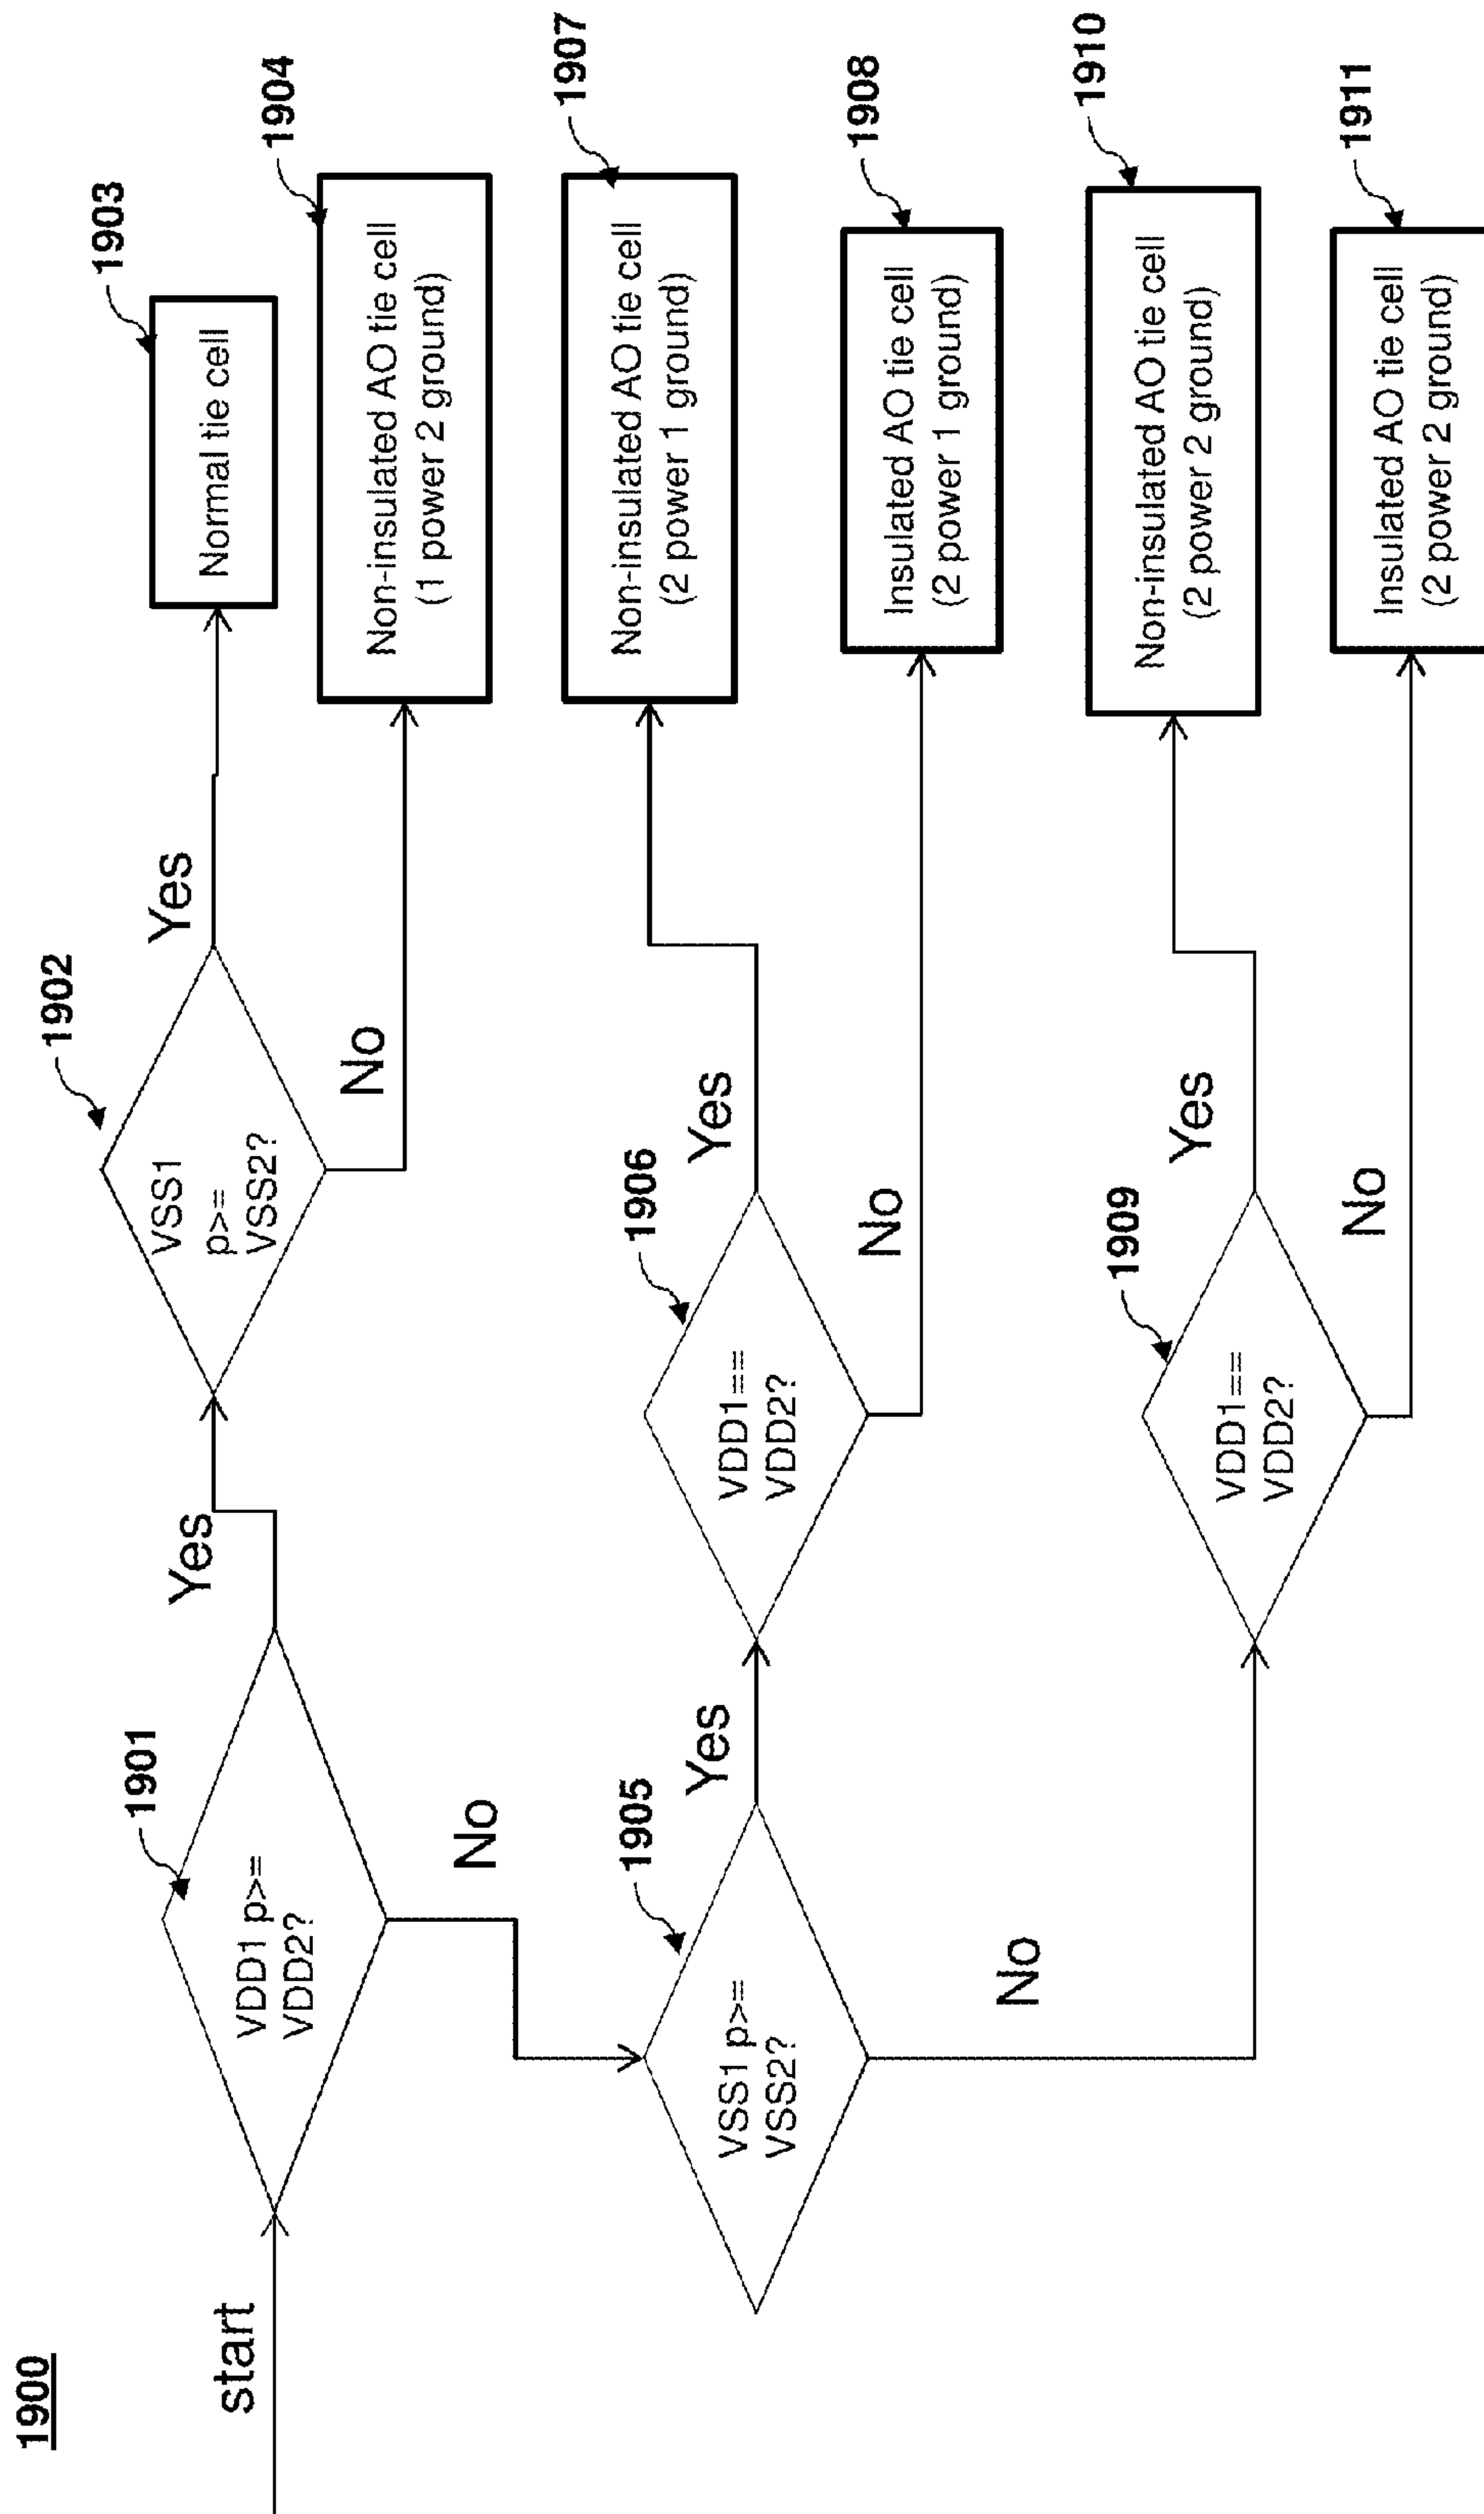 1900
start
1901
VDD1 p>=
VDD2?
Yes
No
1902
VSS1
p>=
VSS2?
Yes
No
1903
Normal tie cell
1904
Non-insulated AO tie cell
(1 power 2 ground)
1905
VSS1 p>=
VSS2?
Yes
No
1906
VDD1==
VDD2?
Yes
No
1907
Non-insulated AO tie cell
(2 power 1 ground)
1908
Insulated AO tie cell
(2 power 1 ground)
1909
VDD1==
VDD2?
Yes
No
1910
Non-insulated AO tie cell
(2 power 2 ground)
1911
Insulated AO tie cell
(2 power 2 ground)